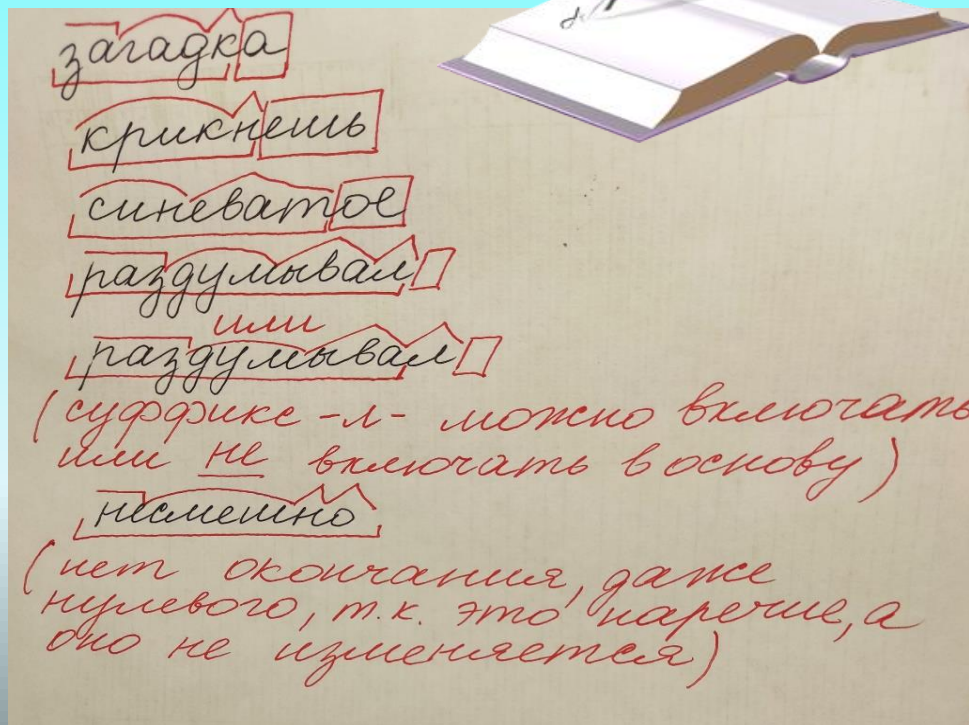 загадка
крикнешь
синеватое
раздумывал
или
раздумывал
(суффикс -л- можно включать
или не включать в основу)
несмешно
(нет окончания, даже
нулевого, т.к. это наречие, а
оно не изменяется)